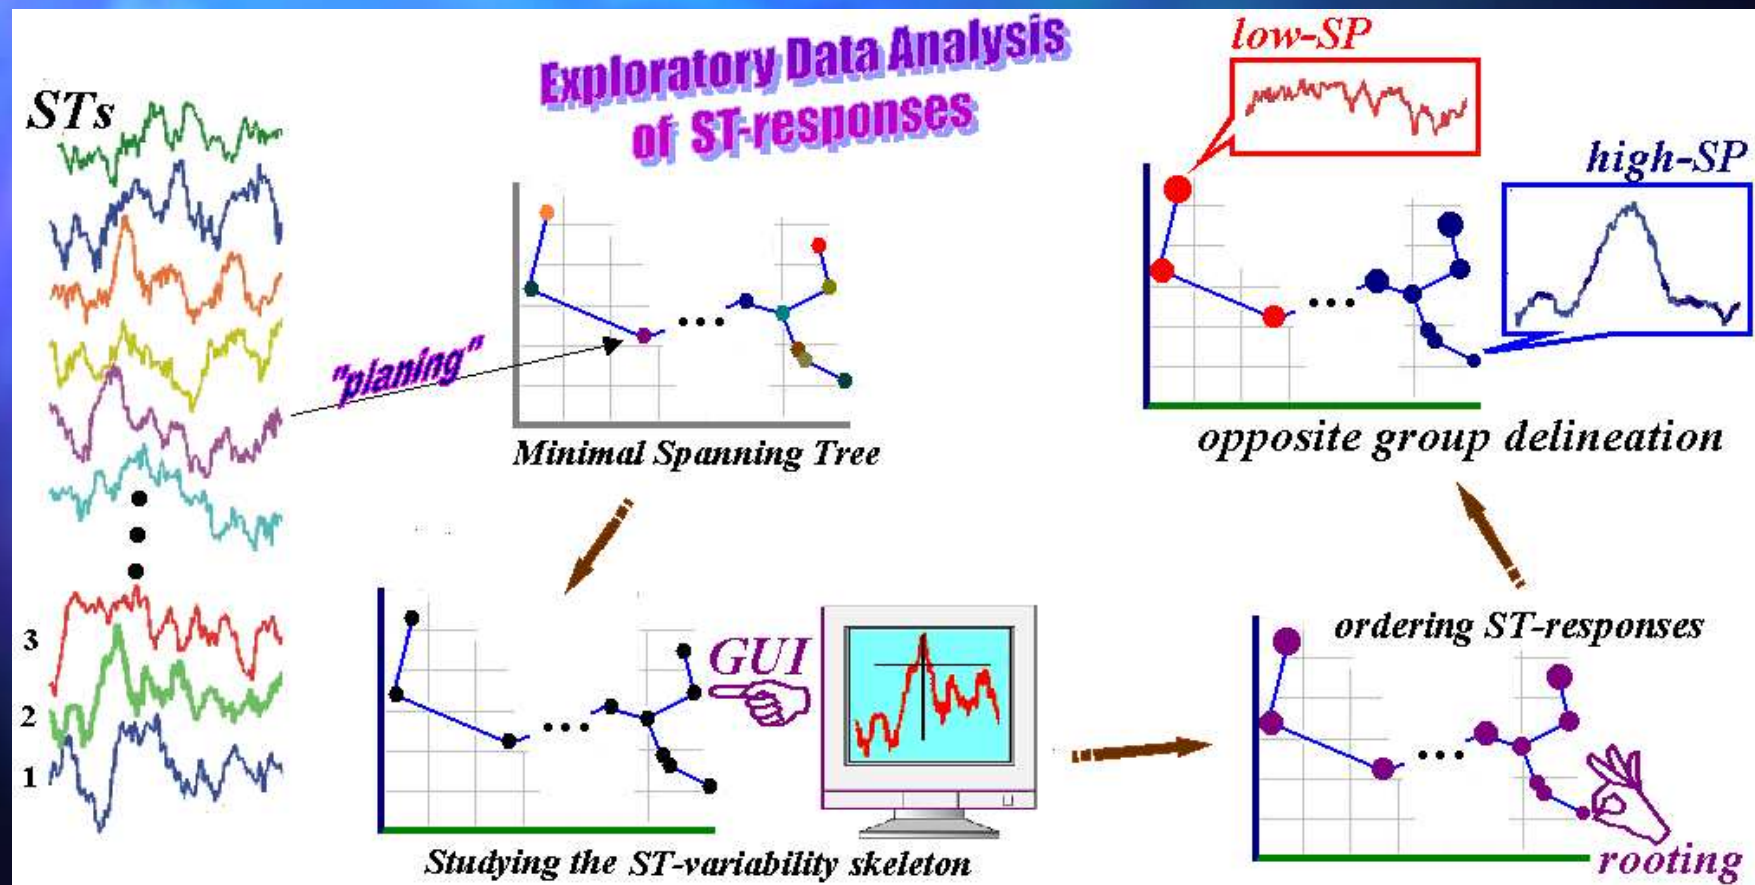 Exploratory Data Analysis
of ST-responses
STs
3
2
1
"planing"
Minimal Spanning Tree
GUI
Studying the ST-variability skeleton
ordering ST-responses
rooting
low-SP
high-SP
opposite group delineation